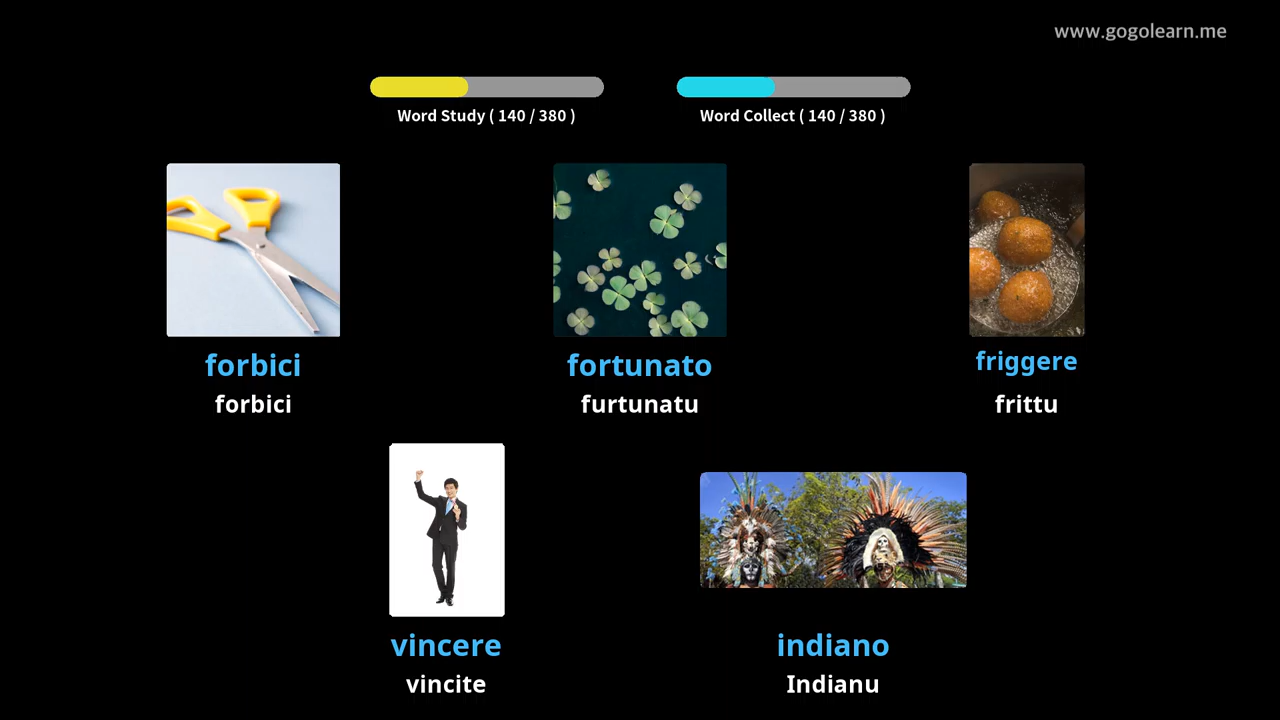 www.gogolearn.me
Word Study ( 140 / 380 )
Word Collect ( 140 / 380 )
forbici
forbici
fortunato
furtunatu
friggere
frittu
vincere
vincite
indiano
Indianu